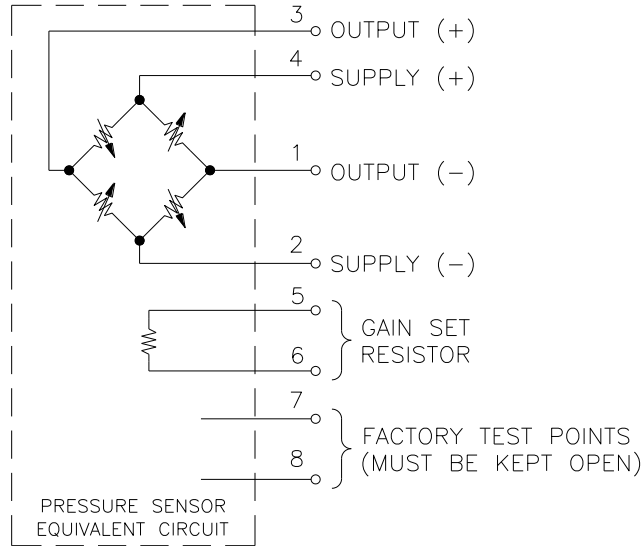 3 OUTPUT (+)
4 SUPPLY (+)
1 OUTPUT (−)
2 SUPPLY (−)
5
GAIN SET
RESISTOR
6
7
FACTORY TEST POINTS
(MUST BE KEPT OPEN)
8
PRESSURE SENSOR
EQUIVALENT CIRCUIT